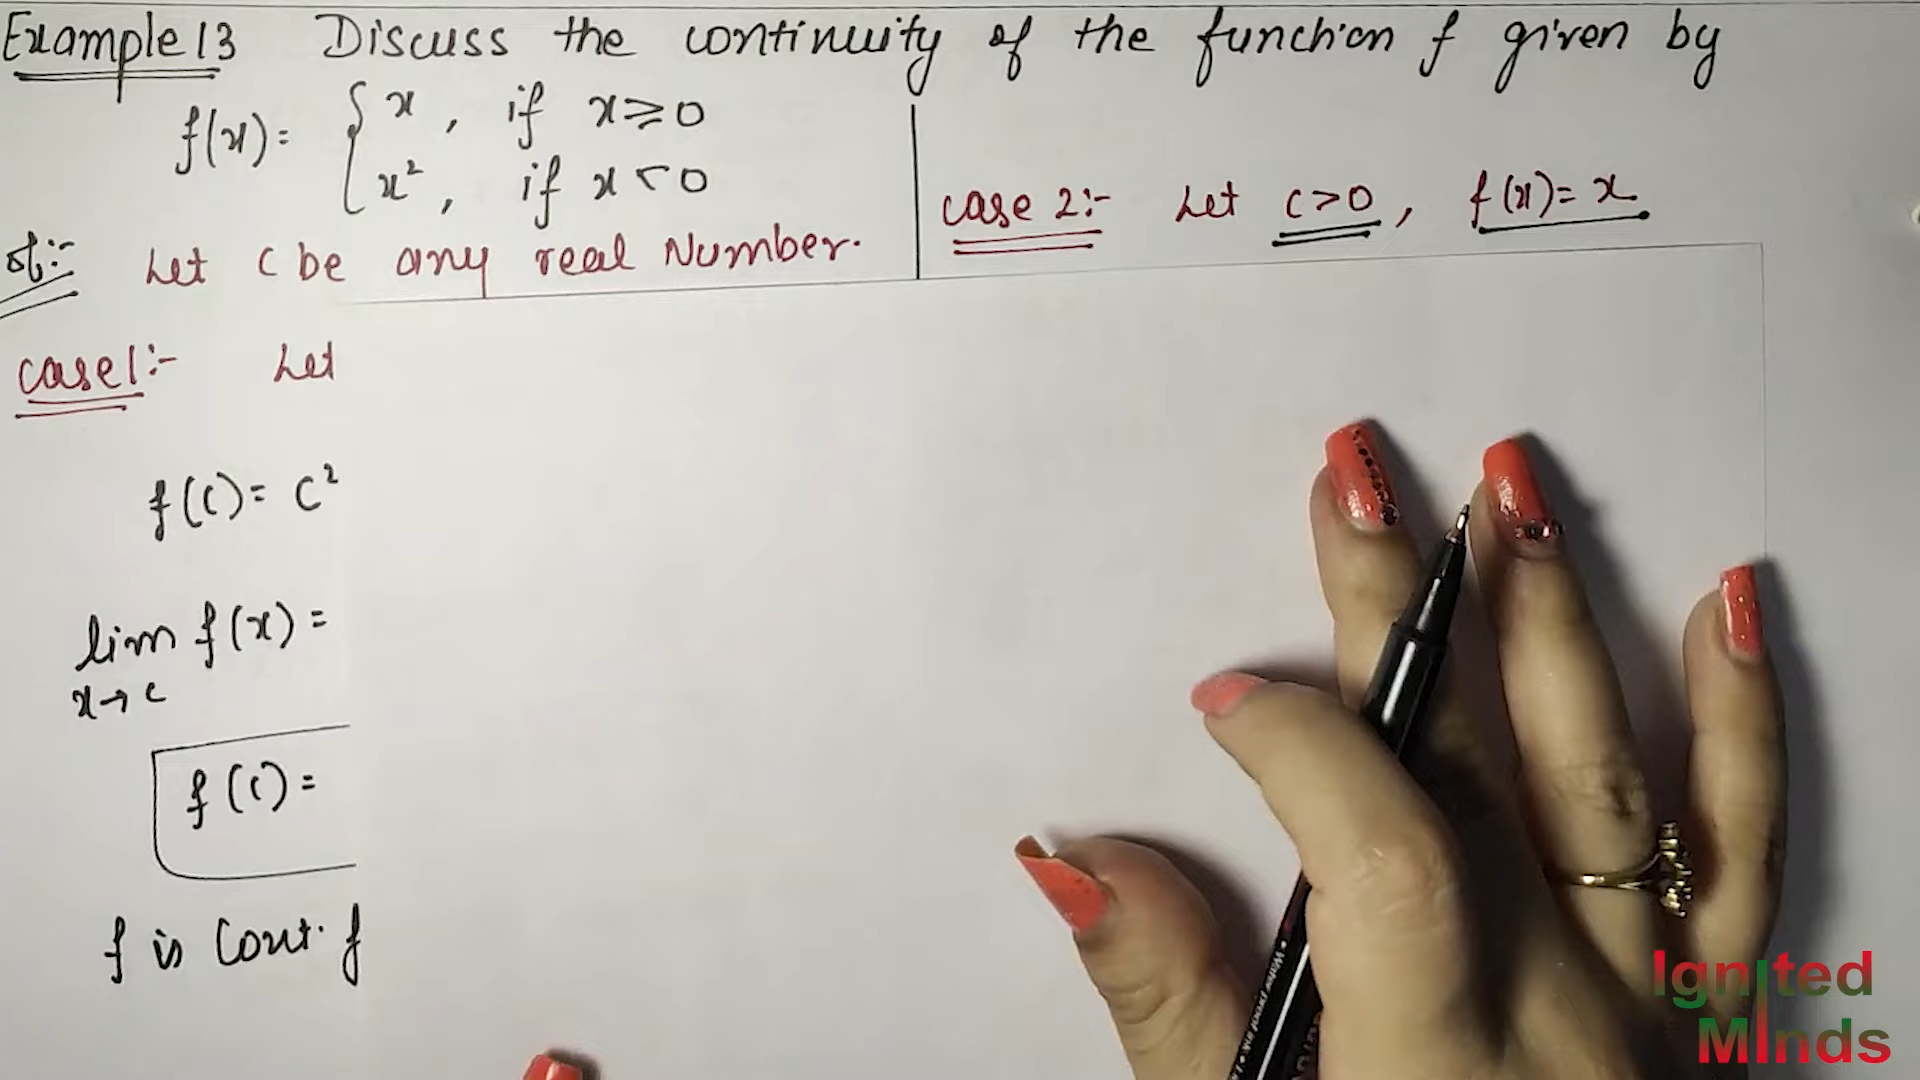 Example 13 Discuss the continuity of the function f given by
f(x) = { x , if x ≥ 0
x² , if x < 0
Let c be any real Number.
Case 1:- Let
f(c) = c²
lim f(x) =
x→c
f(c) =
f is Cont. f
Case 2:- Let c > 0, f(x) = x
Ignited
Minds